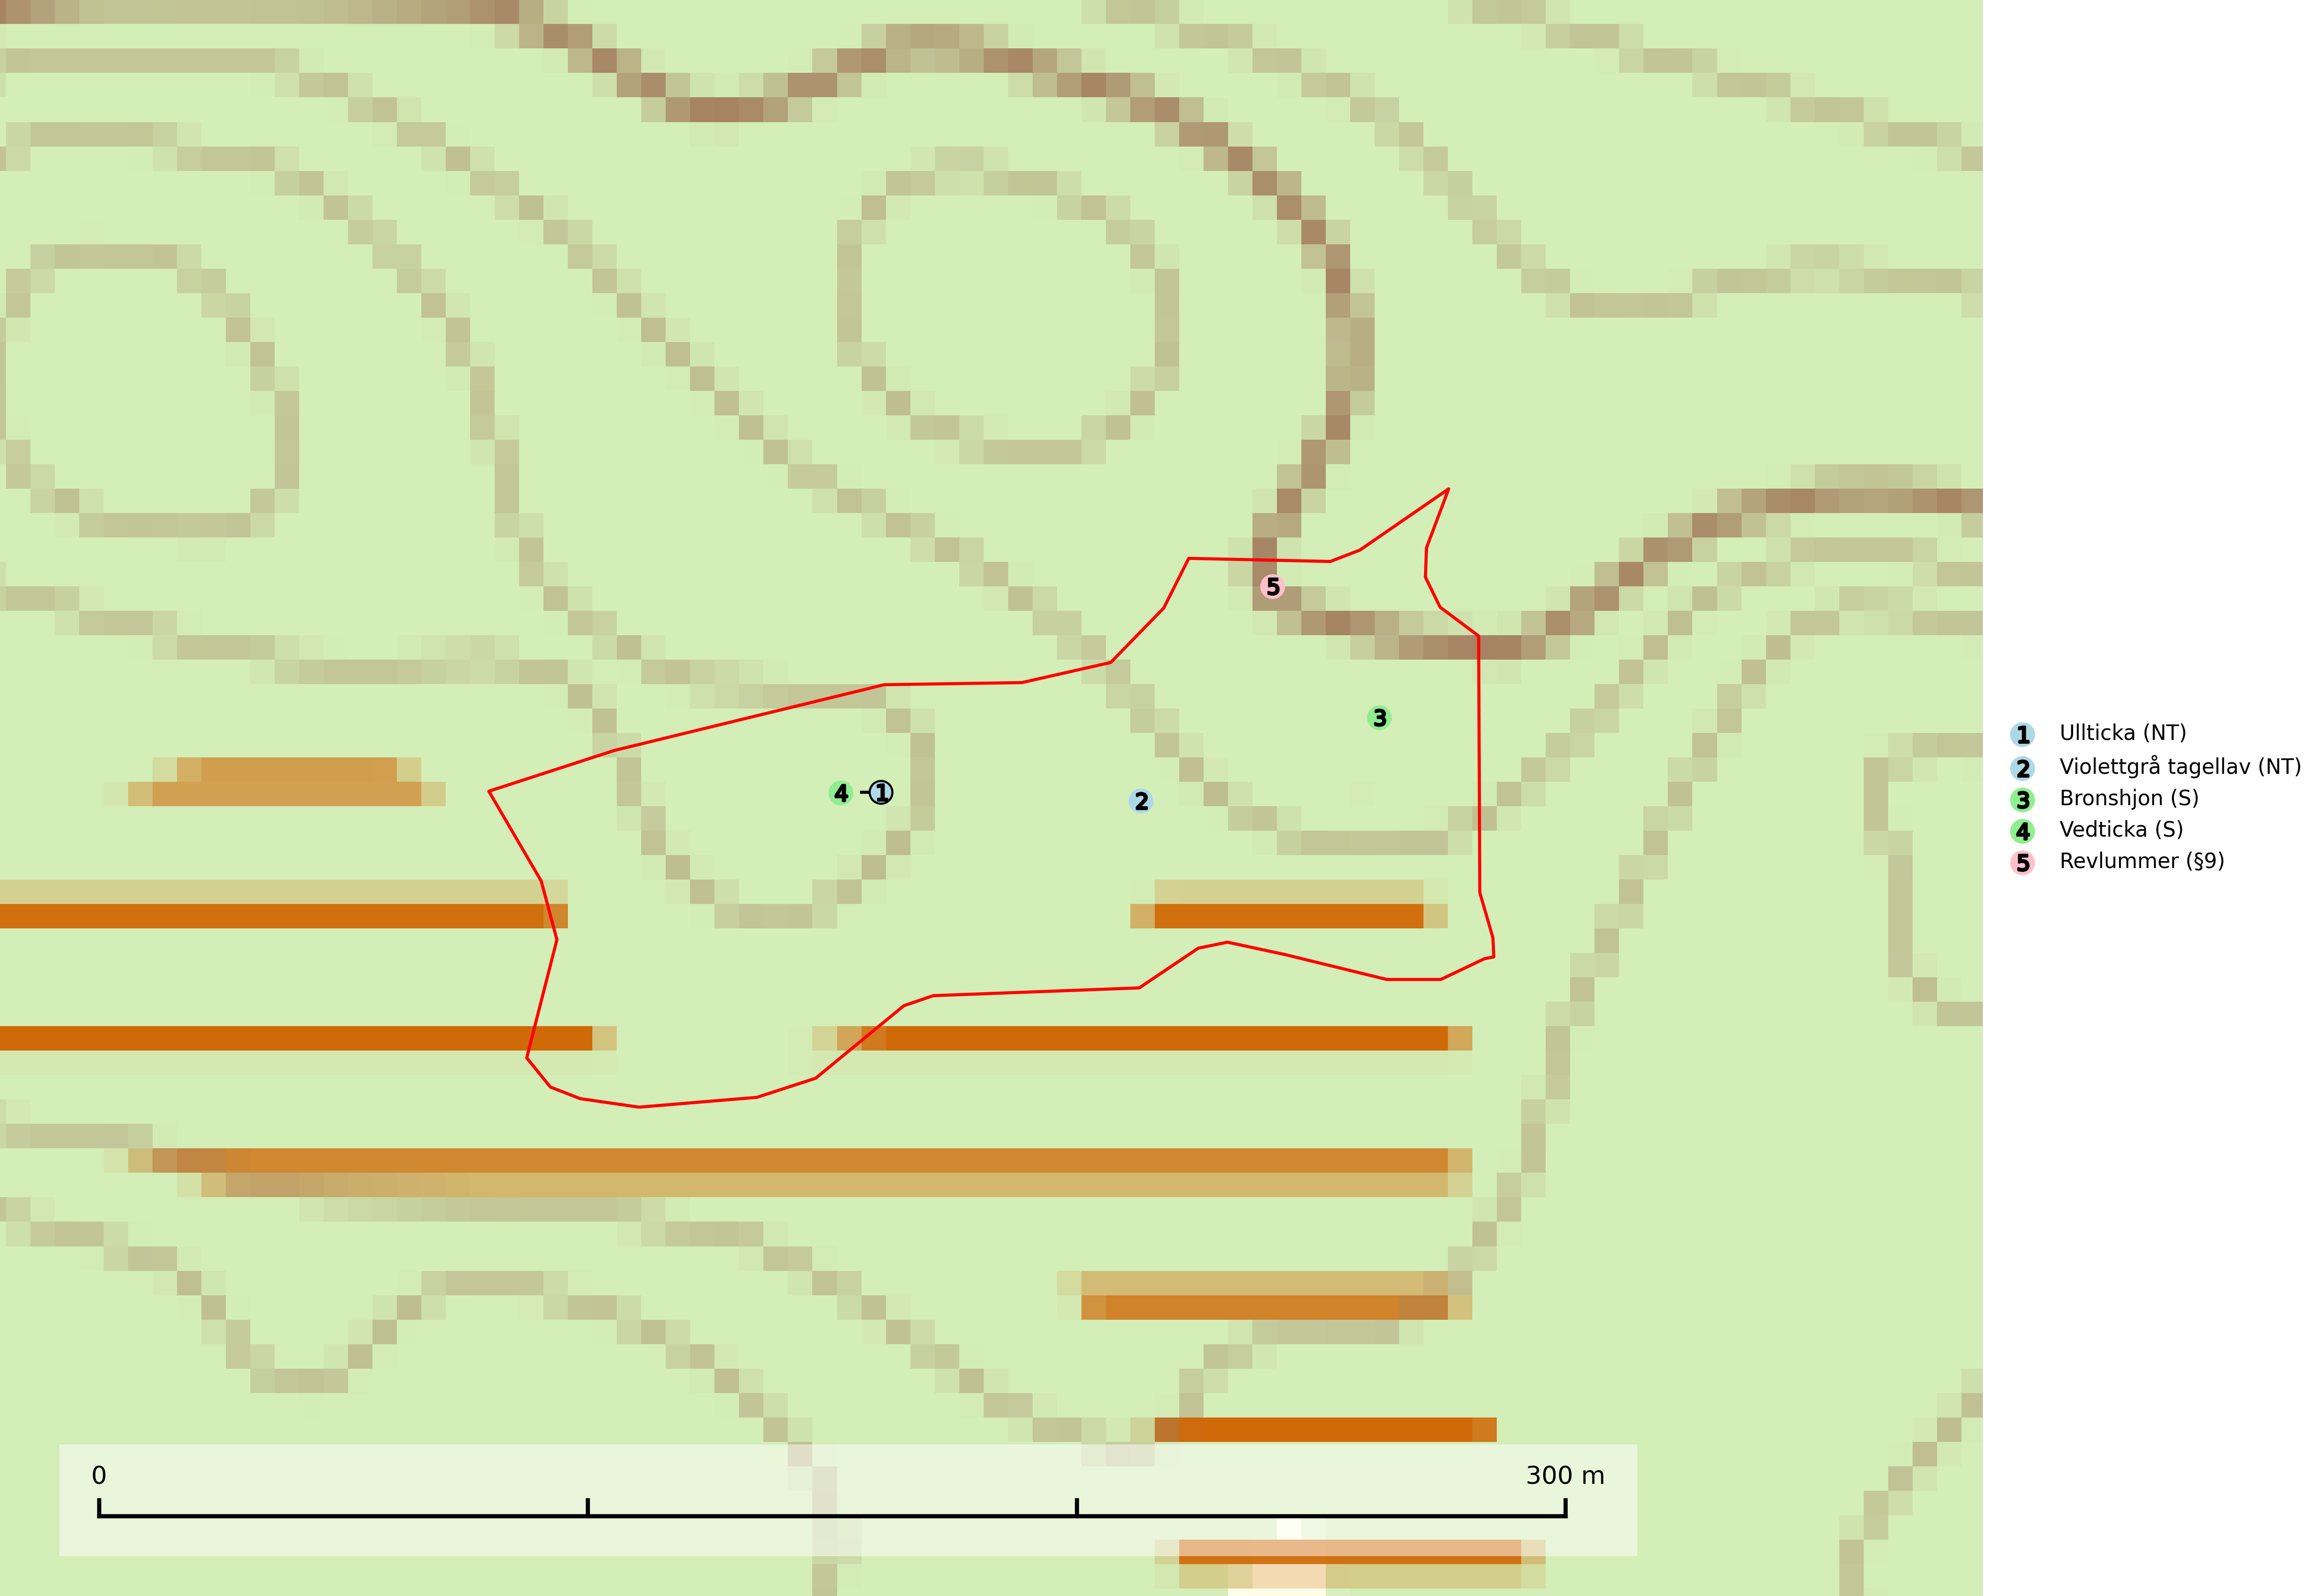 5
3
4
1
2
1 Ullticka (NT)
2 Violettgrå tagellav (NT)
3 Bronshjon (S)
4 Vedticka (S)
5 Revlummer (§9)
0 300 m